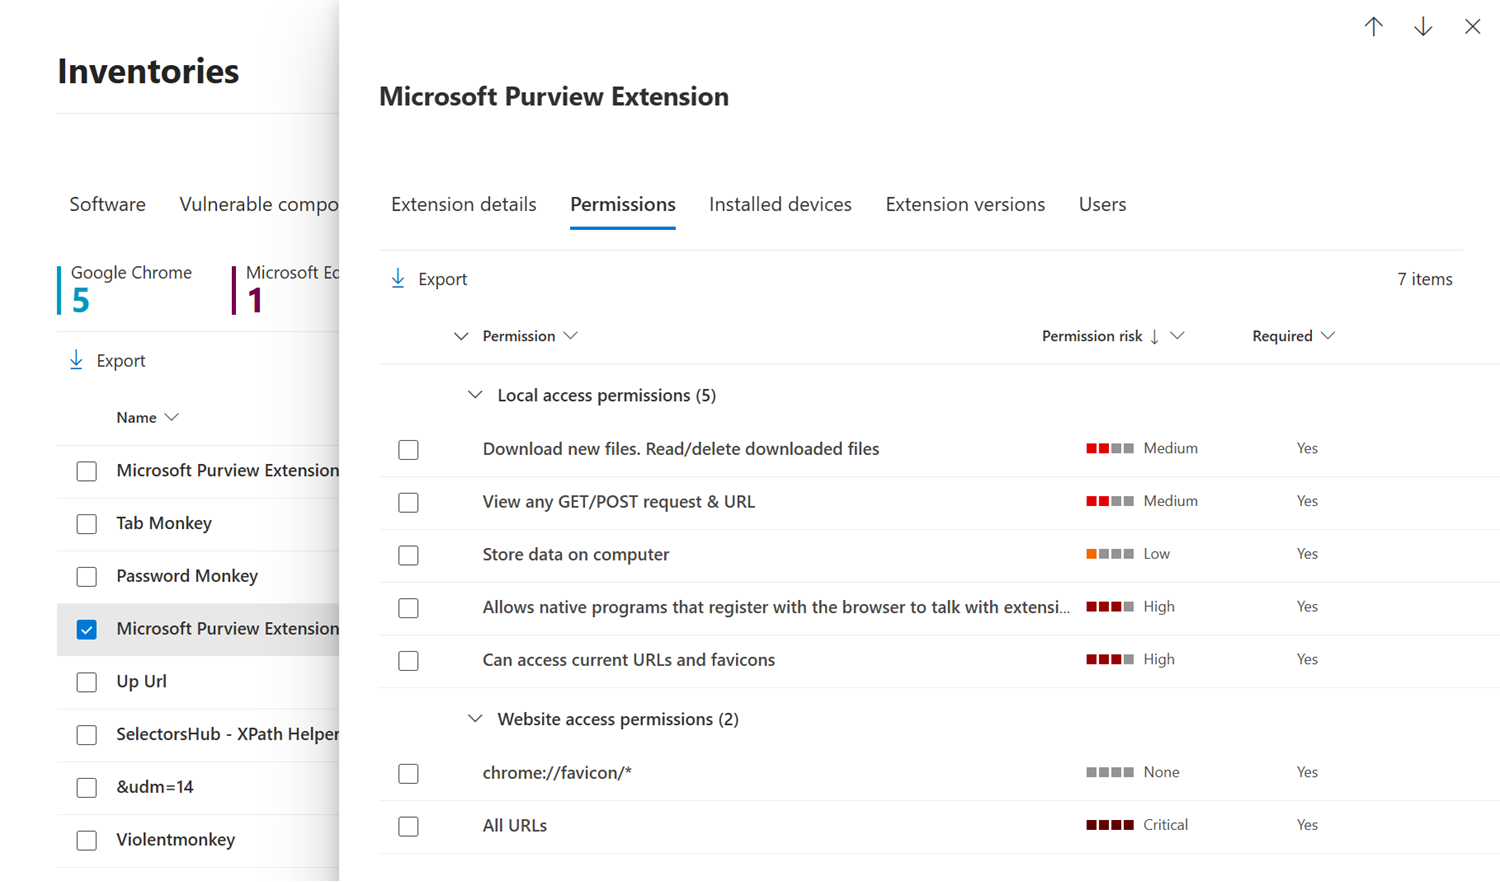 Inventories
Software Vulnerable compo
Google Chrome
5
Microsoft Ed
1
Export
Name
Microsoft Purview Extension
Tab Monkey
Password Monkey
Microsoft Purview Extension
Up Url
SelectorsHub - XPath Helper
&udm=14
Violentmonkey
Microsoft Purview Extension
Extension details Permissions Installed devices Extension versions Users
Export 7 items
Permission Permission risk Required
Local access permissions (5)
Download new files. Read/delete downloaded files Medium Yes
View any GET/POST request & URL Medium Yes
Store data on computer Low Yes
Allows native programs that register with the browser to talk with extensi... High Yes
Can access current URLs and favicons High Yes
Website access permissions (2)
chrome://favicon/* None Yes
All URLs Critical Yes